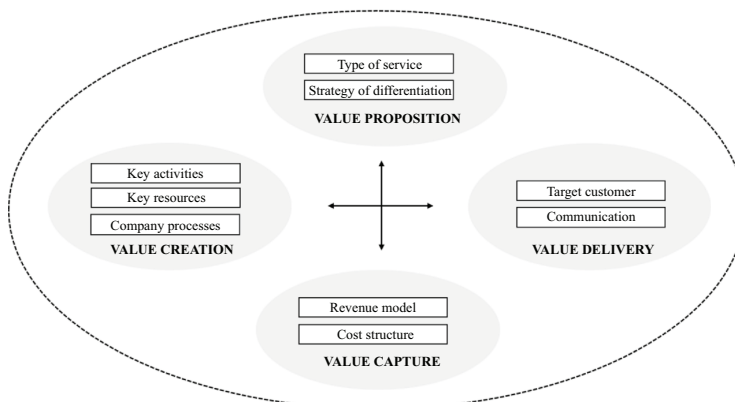 Type of service
Strategy of differentiation
VALUE PROPOSITION
Key activities
Key resources
Company processes
VALUE CREATION
Target customer
Communication
VALUE DELIVERY
Revenue model
Cost structure
VALUE CAPTURE